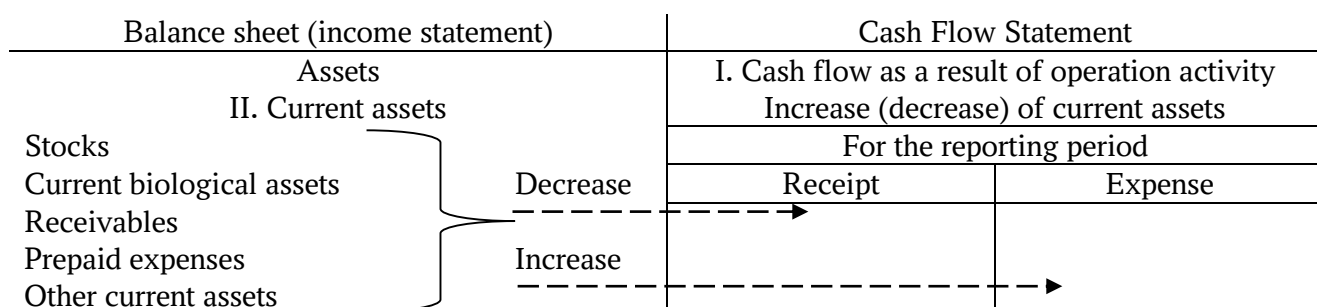 Balance sheet (income statement) Cash Flow Statement
Assets I. Cash flow as a result of operation activity
II. Current assets Increase (decrease) of current assets
Stocks For the reporting period
Current biological assets Decrease Receipt Expense
Receivables
Prepaid expenses Increase
Other current assets